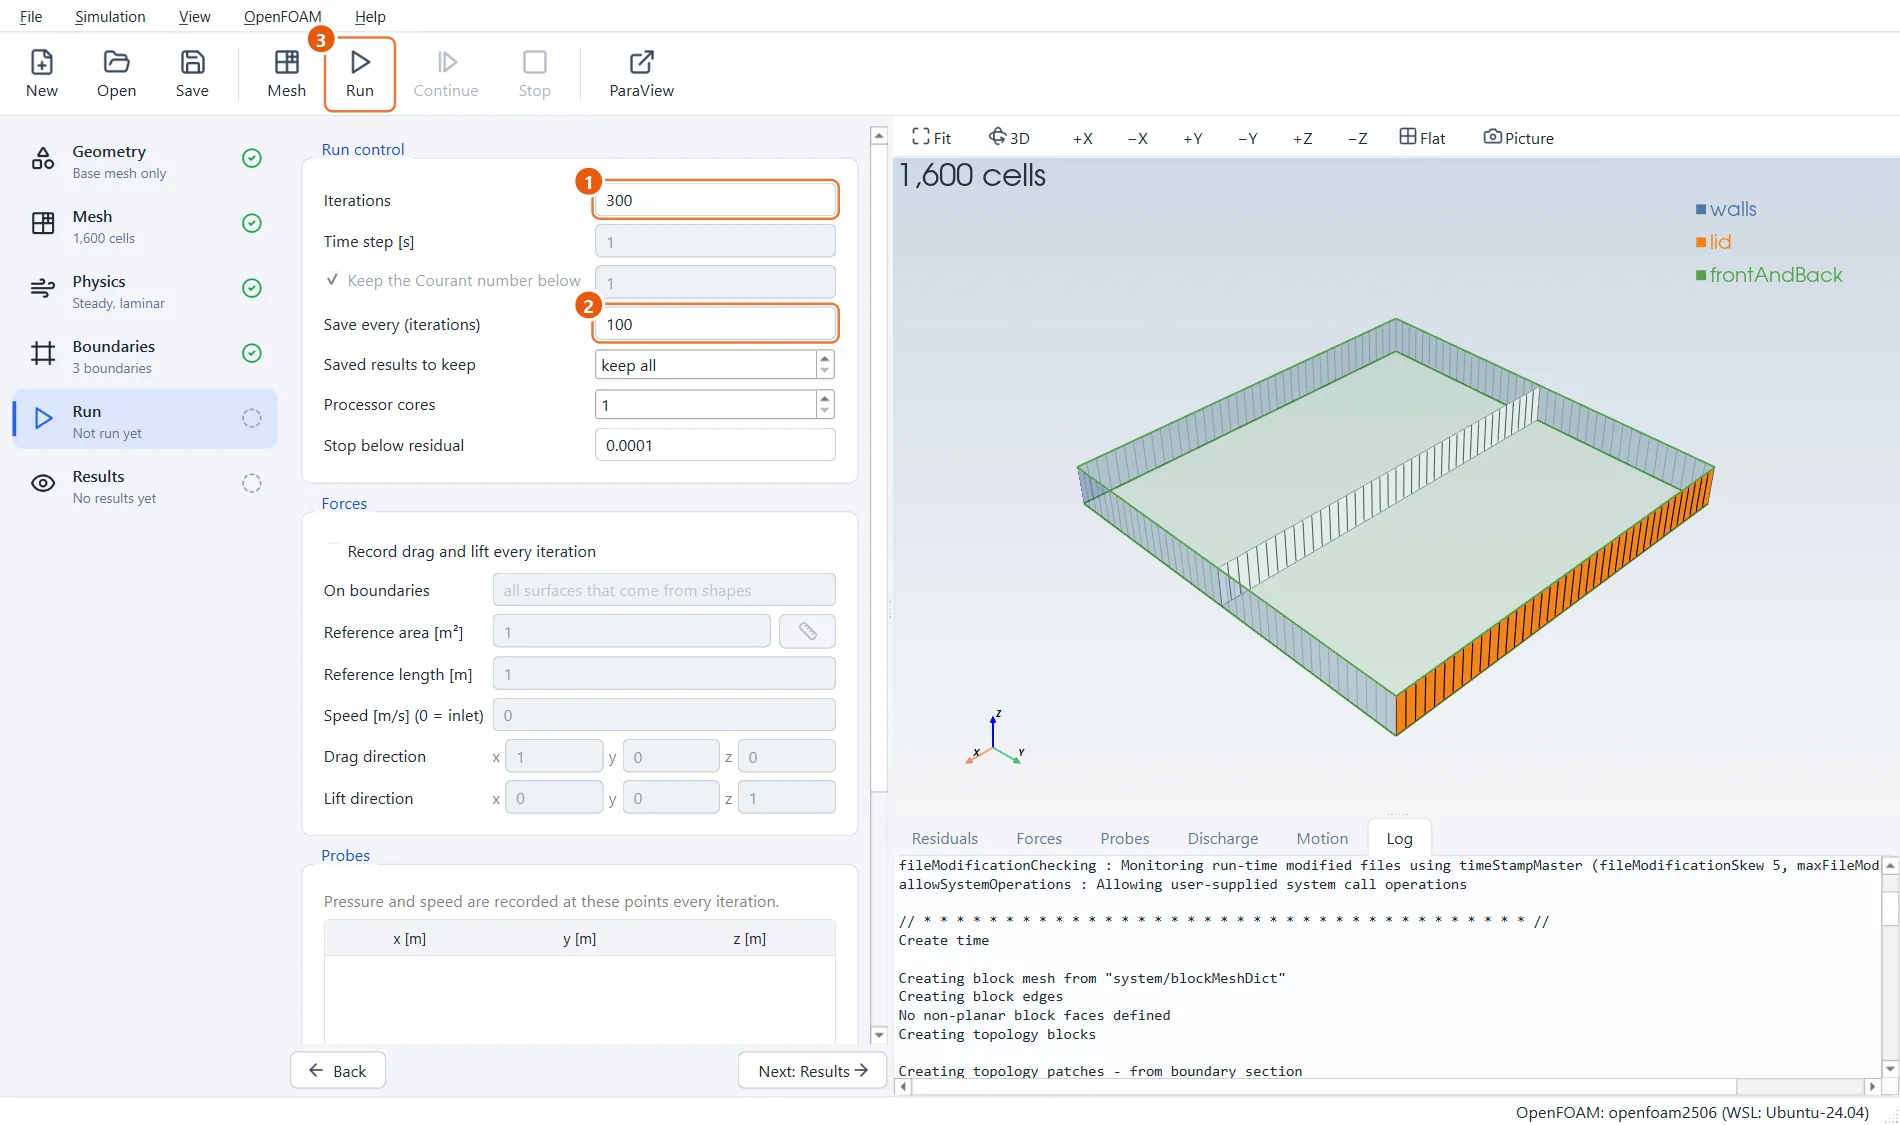 File Simulation View OpenFOAM Help
3
New Open Save Mesh Run Continue Stop ParaView
Geometry
Base mesh only
Mesh
1,600 cells
Physics
Steady, laminar
Boundaries
3 boundaries
Run
Not run yet
Results
No results yet
Run control
1
Iterations 300
Time step [s] 1
Keep the Courant number below 1
2
Save every (iterations) 100
Saved results to keep keep all
Processor cores 1
Stop below residual 0.0001
Forces
Record drag and lift every iteration
On boundaries all surfaces that come from shapes
Reference area [m²] 1
Reference length [m] 1
Speed [m/s] (0 = inlet) 0
Drag direction x 1 y 0 z 0
Lift direction x 0 y 0 z 1
Probes
Pressure and speed are recorded at these points every iteration.
x [m] y [m] z [m]
Back Next: Results
Fit 3D +X −X +Y −Y +Z −Z Flat Picture
1,600 cells
walls
lid
frontAndBack
Z
X Y
Residuals Forces Probes Discharge Motion Log
fileModificationChecking : Monitoring run-time modified files using timeStampMaster (fileModificationSkew 5, maxFileMod
allowSystemOperations : Allowing user-supplied system call operations
// * * * * * * * * * * * * * * * * * * * * * * * * * * * * * * * * * * * * * //
Create time
Creating block mesh from "system/blockMeshDict"
Creating block edges
No non-planar block faces defined
Creating topology blocks
Creating topology patches - from boundary section
OpenFOAM: openfoam2506 (WSL: Ubuntu-24.04)